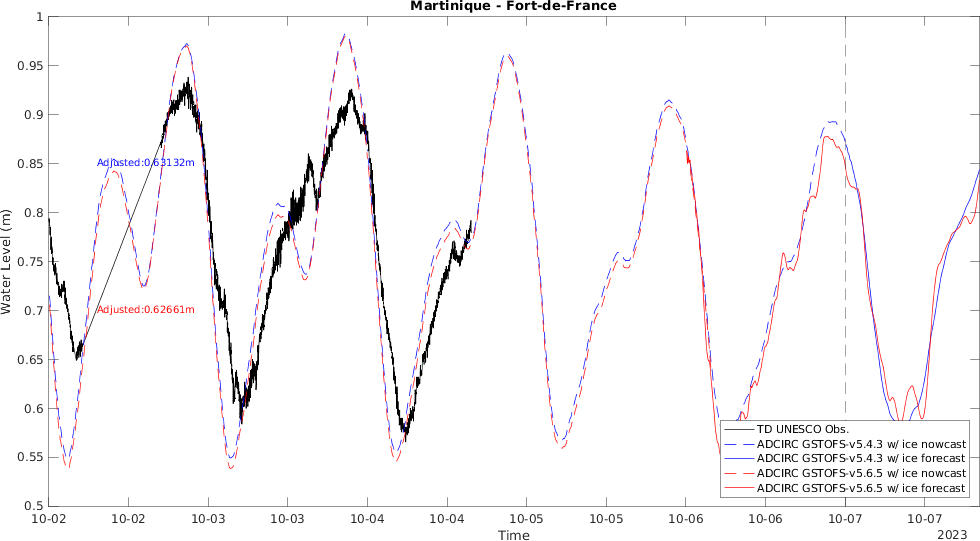 Martinique - Fort-de-France
Water Level (m)
1
0.95
0.9
0.85
0.8
0.75
0.7
0.65
0.6
0.55
0.5
Adjusted:0.63132m
Adjusted:0.62661m
TD UNESCO Obs.
ADCIRC GSTOFS-v5.4.3 w/ ice nowcast
ADCIRC GSTOFS-v5.4.3 w/ ice forecast
ADCIRC GSTOFS-v5.6.5 w/ ice nowcast
ADCIRC GSTOFS-v5.6.5 w/ ice forecast
10-02 10-02 10-03 10-03 10-04 10-04 10-05 10-05 10-06 10-06 10-07 10-07
Time
2023